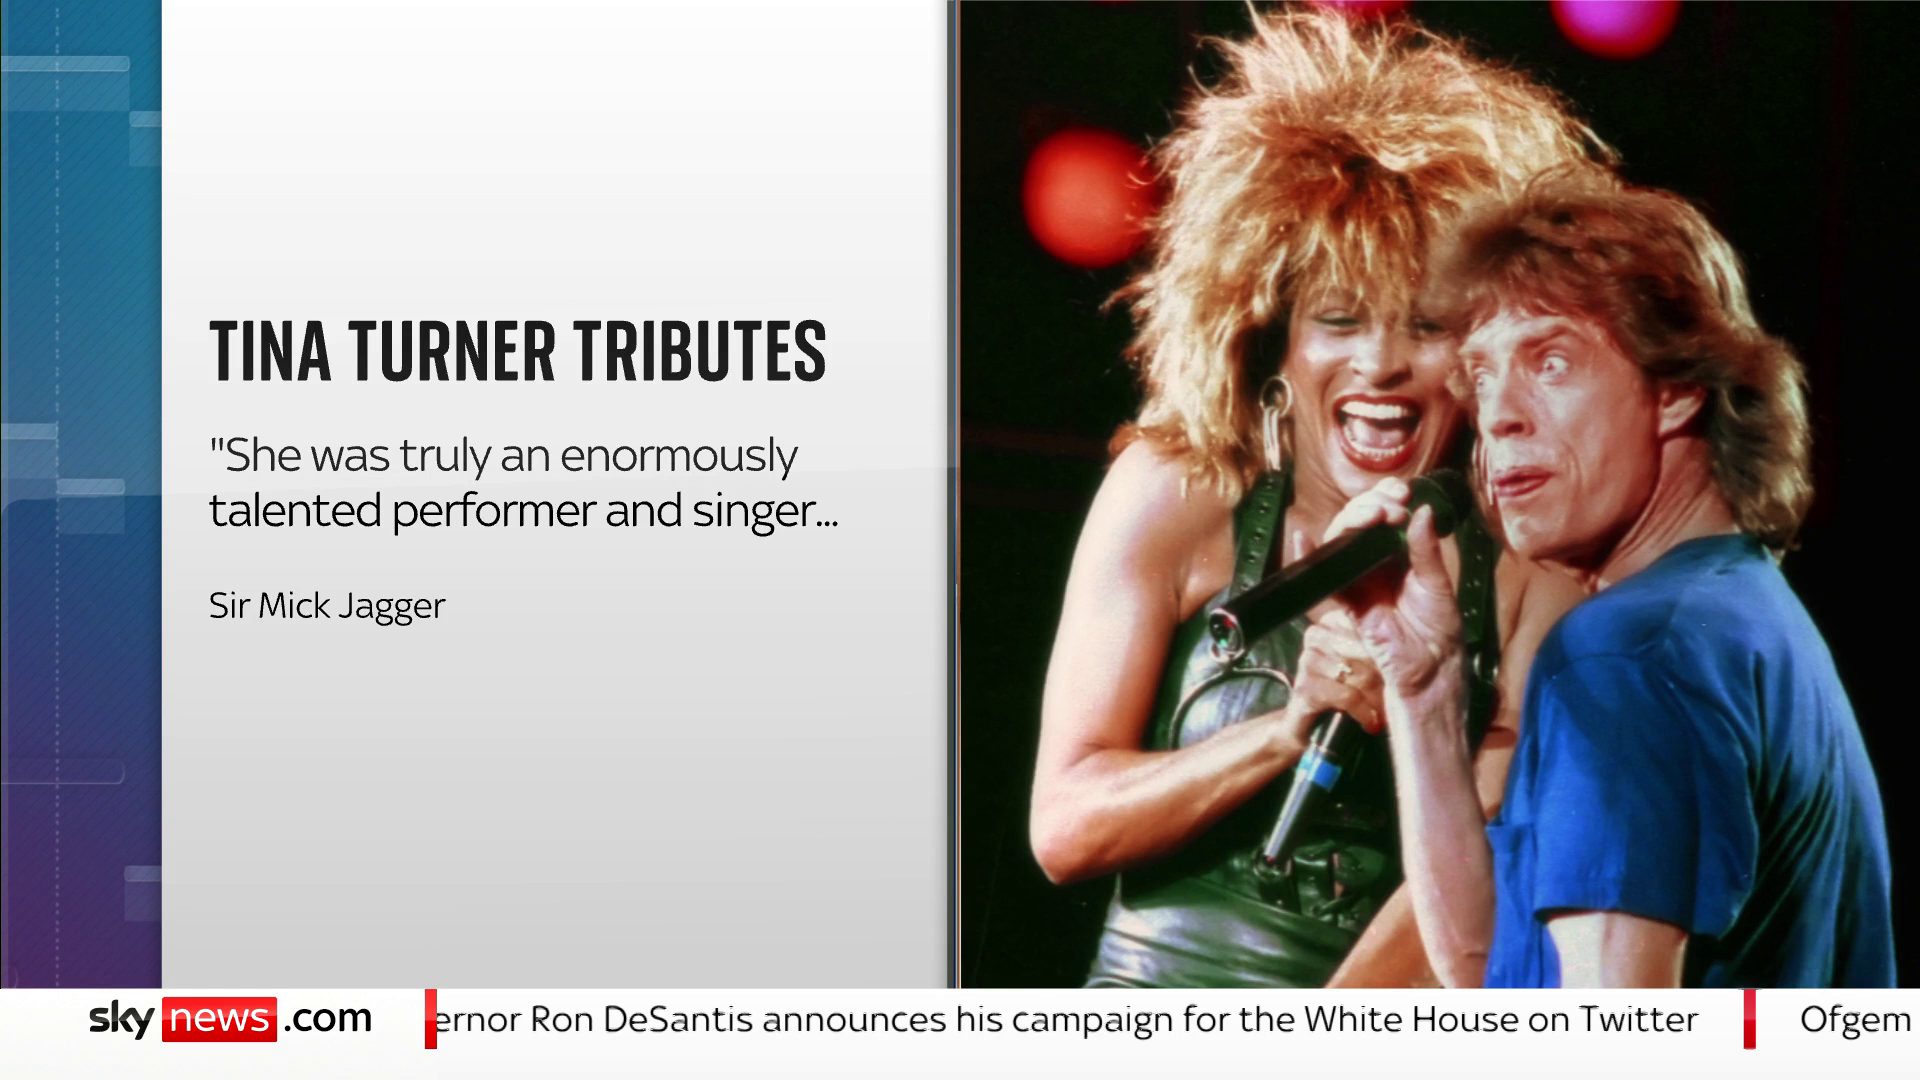 TINA TURNER TRIBUTES
"She was truly an enormously
talented performer and singer...
Sir Mick Jagger
sky news .com
ernor Ron DeSantis announces his campaign for the White House on Twitter
Ofgem